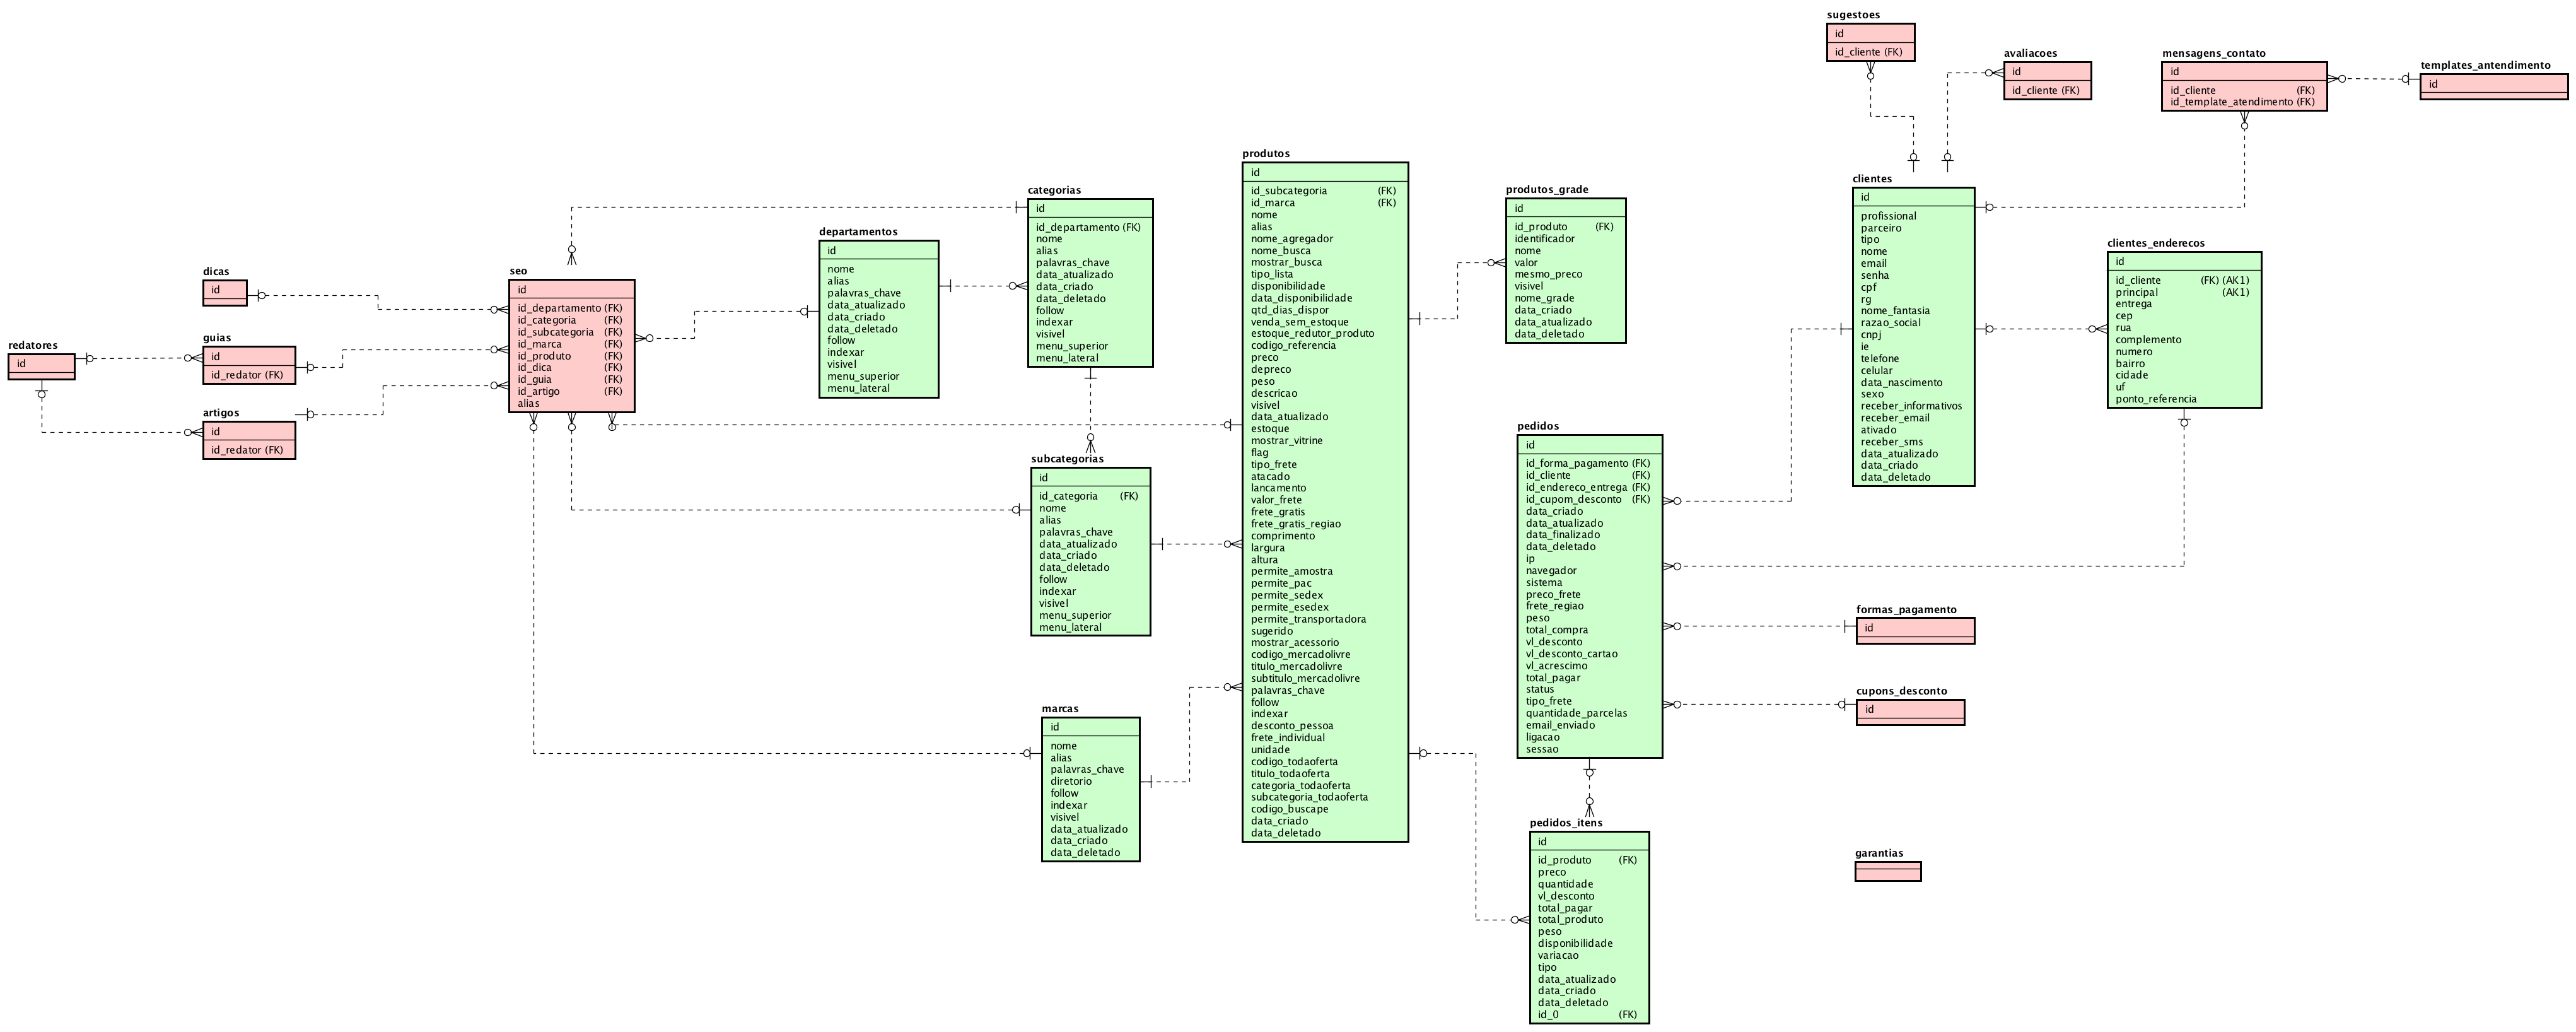 sugestoes
id
id_cliente (FK)
avaliacoes
id
id_cliente (FK)
mensagens_contato
id
id_cliente (FK)
id_template_atendimento (FK)
templates_antendimento
id
produtos
id
id_subcategoria (FK)
id_marca (FK)
nome
alias
nome_agregador
nome_busca
mostrar_busca
tipo_lista
disponibilidade
data_disponibilidade
qtd_dias_dispor
venda_sem_estoque
estoque_redutor_produto
codigo_referencia
preco
depreco
peso
descricao
visivel
data_atualizado
estoque
mostrar_vitrine
flag
tipo_frete
atacado
lancamento
valor_frete
frete_gratis
frete_gratis_regiao
comprimento
largura
altura
permite_amostra
permite_pac
permite_sedex
permite_esedex
permite_transportadora
sugerido
mostrar_acessorio
codigo_mercadolivre
titulo_mercadolivre
subtitulo_mercadolivre
palavras_chave
follow
indexar
desconto_pessoa
frete_individual
unidade
codigo_todaoferta
titulo_todaoferta
categoria_todaoferta
subcategoria_todaoferta
codigo_buscape
data_criado
data_deletado
categorias
id
id_departamento (FK)
nome
alias
palavras_chave
data_atualizado
data_criado
data_deletado
follow
indexar
visivel
menu_superior
menu_lateral
produtos_grade
id
id_produto (FK)
identificador
nome
valor
mesmo_preco
visivel
nome_grade
data_criado
data_atualizado
data_deletado
clientes
id
profissional
parceiro
tipo
nome
email
senha
cpf
rg
nome_fantasia
razao_social
cnpj
ie
telefone
celular
data_nascimento
sexo
receber_informativos
receber_email
ativado
receber_sms
data_atualizado
data_criado
data_deletado
departamentos
id
nome
alias
palavras_chave
data_atualizado
data_criado
data_deletado
follow
indexar
visivel
menu_superior
menu_lateral
clientes_enderecos
id
id_cliente (FK) (AK1)
principal (AK1)
entrega
cep
rua
complemento
numero
bairro
cidade
uf
ponto_referencia
dicas
id
seo
id
id_departamento (FK)
id_categoria (FK)
id_subcategoria (FK)
id_marca (FK)
id_produto (FK)
id_dica (FK)
id_guia (FK)
id_artigo (FK)
alias
guias
id
id_redator (FK)
redatores
id
artigos
id
id_redator (FK)
pedidos
id
id_forma_pagamento (FK)
id_cliente (FK)
id_endereco_entrega (FK)
id_cupom_desconto (FK)
data_criado
data_atualizado
data_finalizado
data_deletado
ip
navegador
sistema
preco_frete
frete_regiao
peso
total_compra
vl_desconto
vl_desconto_cartao
vl_acrescimo
total_pagar
status
tipo_frete
quantidade_parcelas
email_enviado
ligacao
sessao
subcategorias
id
id_categoria (FK)
nome
alias
palavras_chave
data_atualizado
data_criado
data_deletado
follow
indexar
visivel
menu_superior
menu_lateral
formas_pagamento
id
cupons_desconto
id
marcas
id
nome
alias
palavras_chave
diretorio
follow
indexar
visivel
data_atualizado
data_criado
data_deletado
pedidos_itens
id
id_produto (FK)
preco
quantidade
vl_desconto
total_pagar
total_produto
peso
disponibilidade
variacao
tipo
data_atualizado
data_criado
data_deletado
id_0 (FK)
garantias